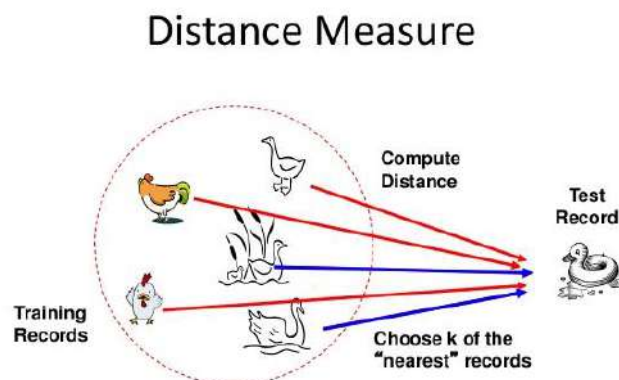 Distance Measure
Compute
Distance
Test
Record
Training
Records
Choose k of the
"nearest" records